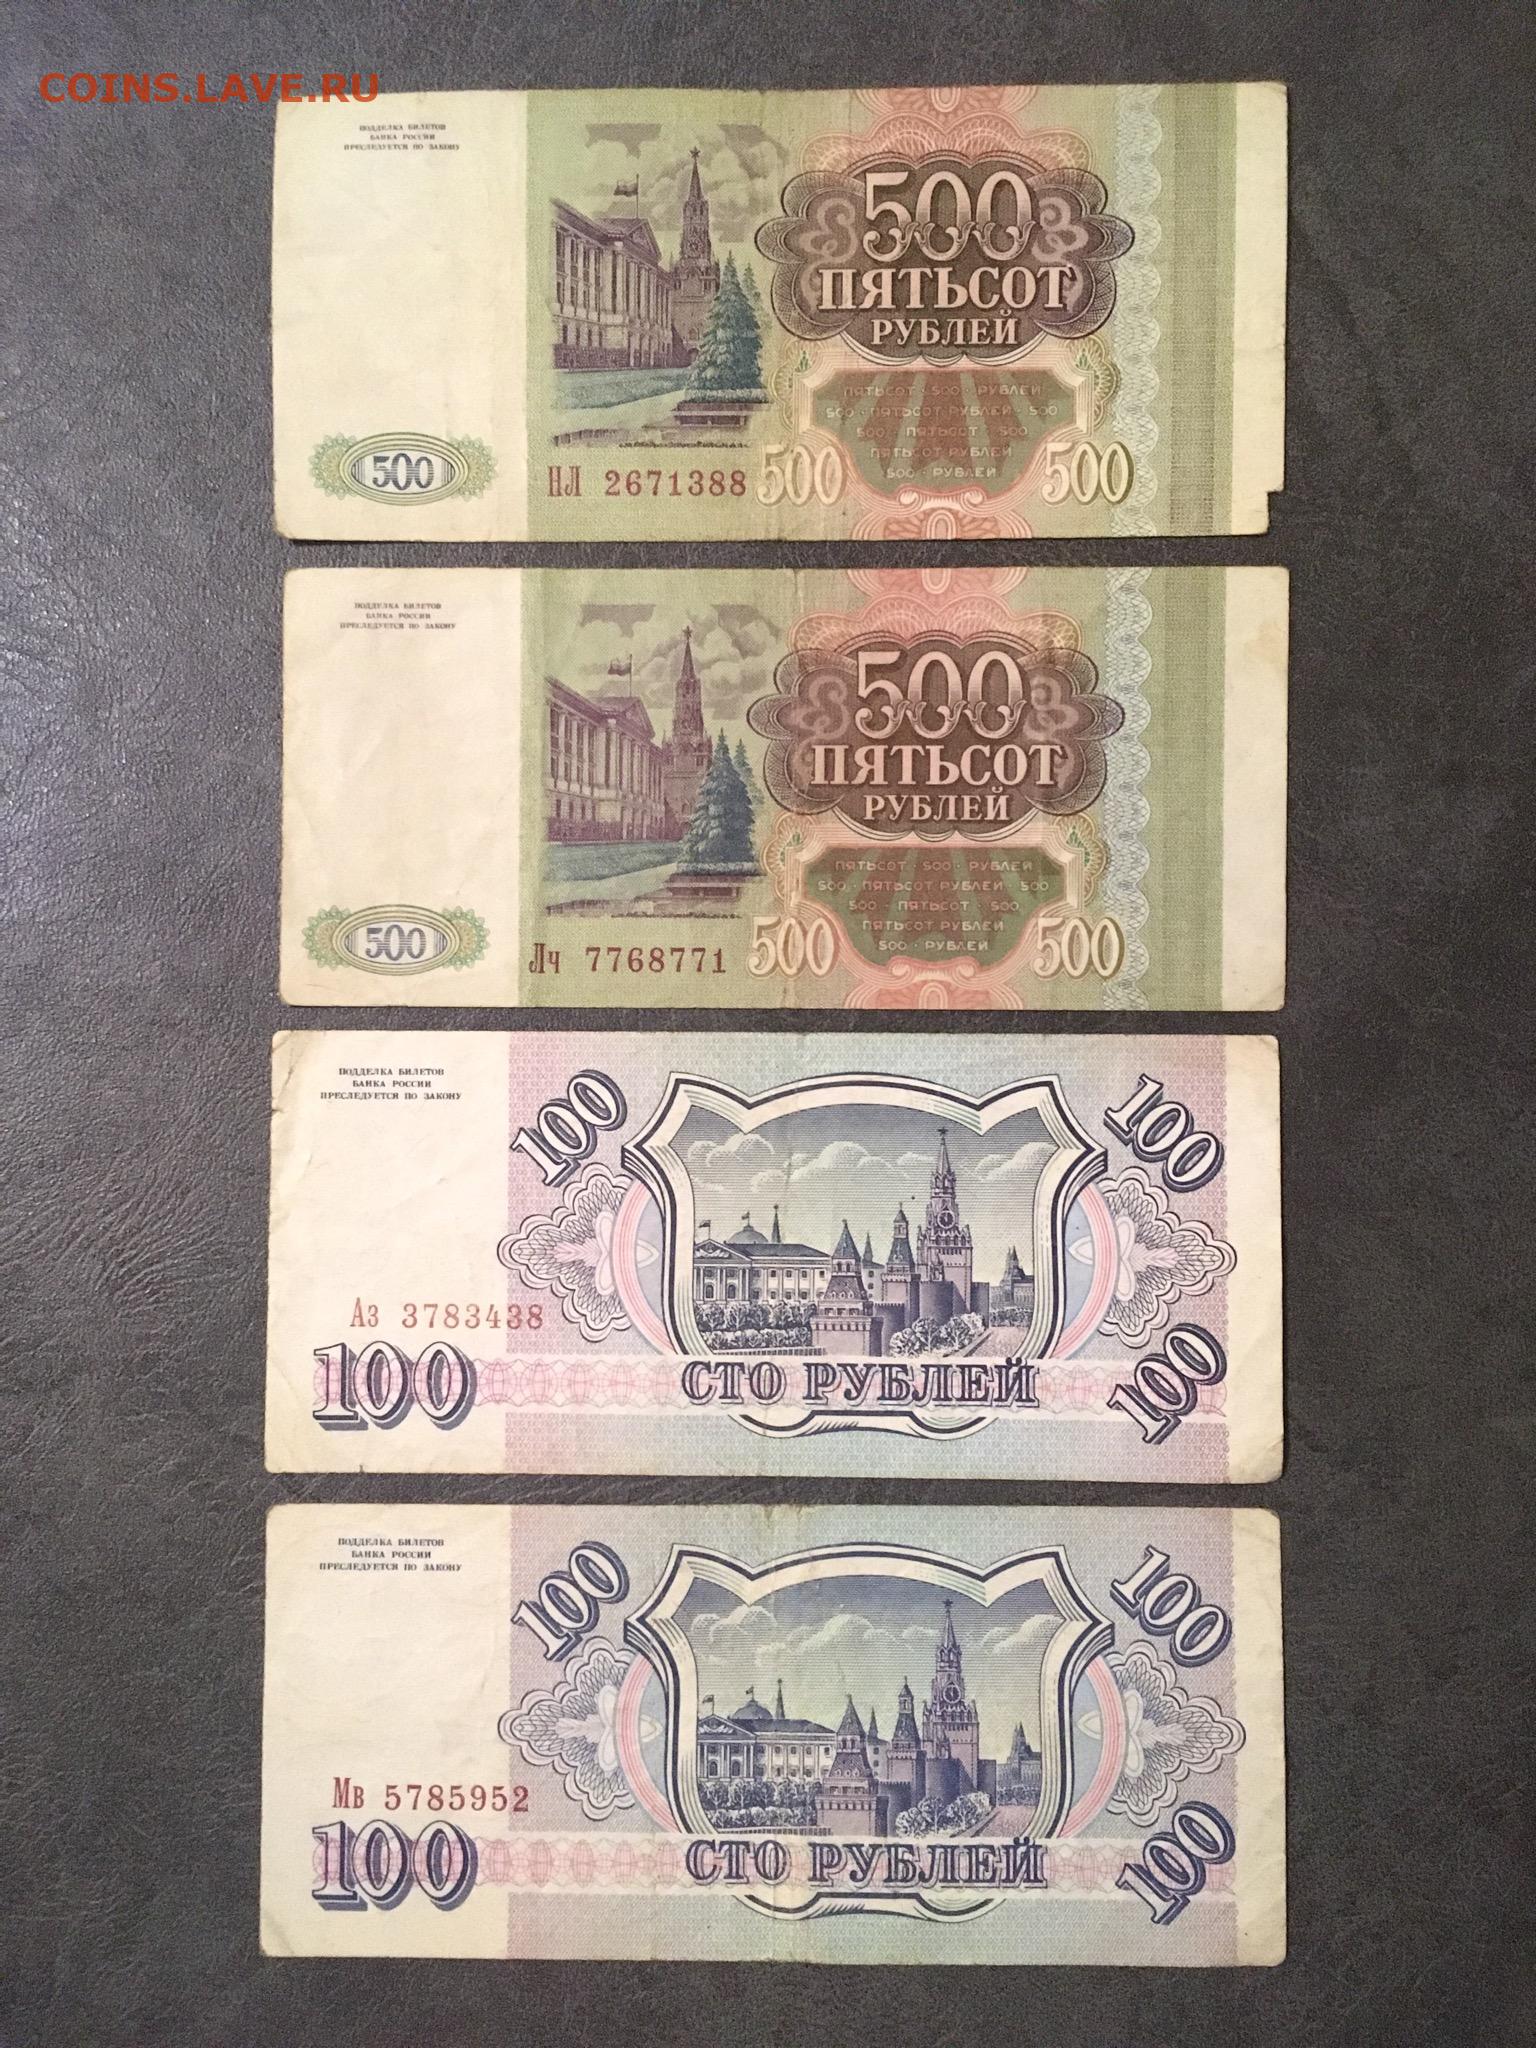 COINS.LAVE.RU
ПОДДЕЛКА БИЛЕТОВ
БАНКА РОССИИ
ПРЕСЛЕДУЕТСЯ ПО ЗАКОНУ
500
ПЯТЬСОТ
РУБЛЕЙ
ПЯТЬСОТ · 500 · РУБЛЕЙ
500 · ПЯТЬСОТ РУБЛЕЙ · 500
500 · ПЯТЬСОТ · 500
ПЯТЬСОТ РУБЛЕЙ
500 · РУБЛЕЙ
500 НЛ 2671388 500 500
ПОДДЕЛКА БИЛЕТОВ
БАНКА РОССИИ
ПРЕСЛЕДУЕТСЯ ПО ЗАКОНУ
500
ПЯТЬСОТ
РУБЛЕЙ
ПЯТЬСОТ · 500 · РУБЛЕЙ
500 · ПЯТЬСОТ РУБЛЕЙ · 500
500 · ПЯТЬСОТ · 500
ПЯТЬСОТ РУБЛЕЙ
500 · РУБЛЕЙ
500 Лч 7768771 500 500
ПОДДЕЛКА БИЛЕТОВ
БАНКА РОССИИ
ПРЕСЛЕДУЕТСЯ ПО ЗАКОНУ
100 100
Аз 3783438
100 СТО РУБЛЕЙ 100
ПОДДЕЛКА БИЛЕТОВ
БАНКА РОССИИ
ПРЕСЛЕДУЕТСЯ ПО ЗАКОНУ
100 100
Мв 5785952
100 СТО РУБЛЕЙ 100